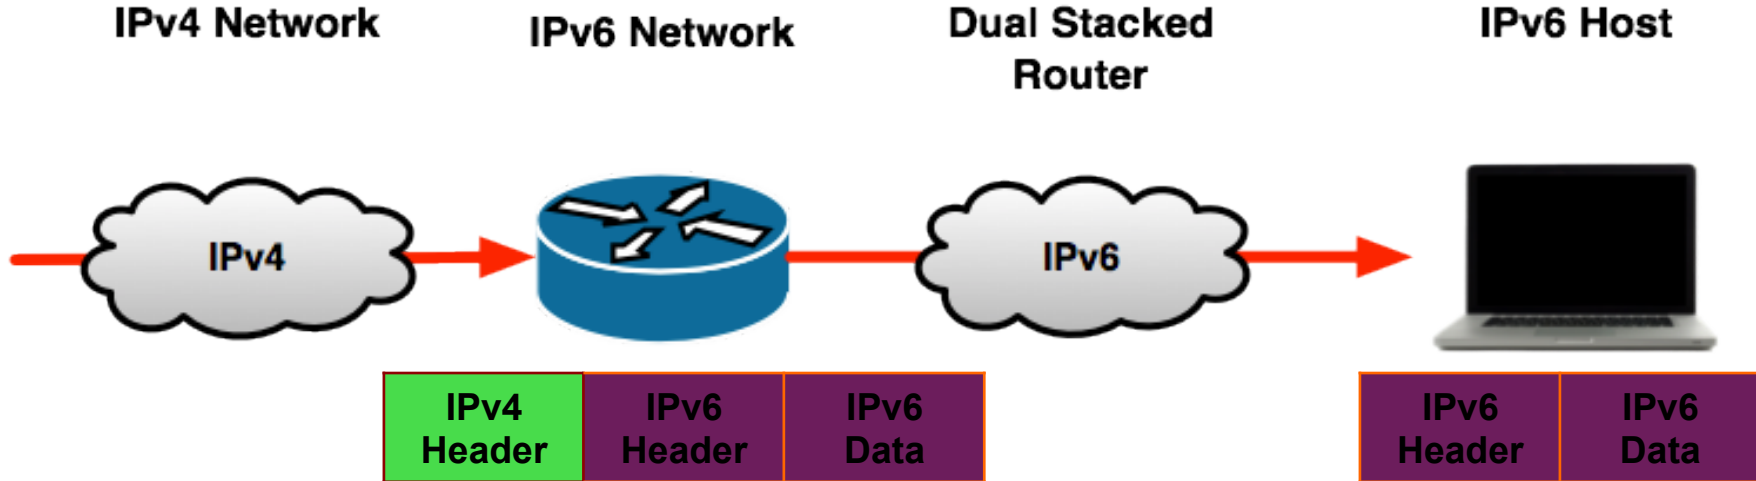 IPv4 Network
IPv6 Network
Dual Stacked
Router
IPv6 Host
IPv4
IPv6
IPv4
Header
IPv6
Header
IPv6
Data
IPv6
Header
IPv6
Data